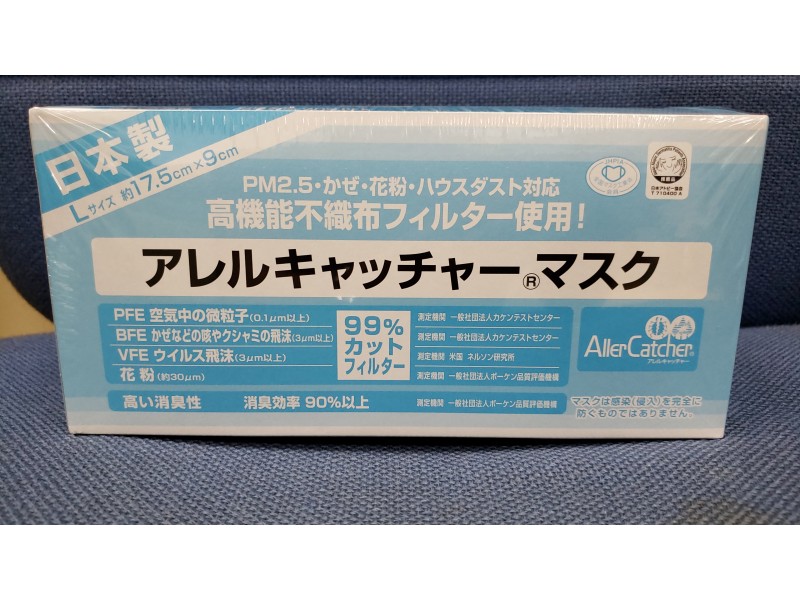 日本製
Lサイズ 約17.5cm×9cm
PM2.5・かぜ・花粉・ハウスダスト対応
高機能不織布フィルター使用！
アレルキャッチャー®マスク
PFE 空気中の微粒子(0.1μm以上)
BFE かぜなどの咳やクシャミの飛沫(3μm以上)
VFE ウイルス飛沫(3μm以上)
花粉(約30μm)
99%
カット
フィルター
測定機関 一般社団法人カケンテストセンター
測定機関 一般社団法人カケンテストセンター
測定機関 米国 ネルソン研究所
測定機関 一般社団法人ボーケン品質評価機構
高い消臭性 消臭効率 90%以上 測定機関 一般社団法人ボーケン品質評価機構
JHPIA
推薦品
日本アトピー協会
T 710400 A
AllerCatcher®
アレルキャッチャー
マスクは感染(侵入)を完全に
防ぐものではありません。